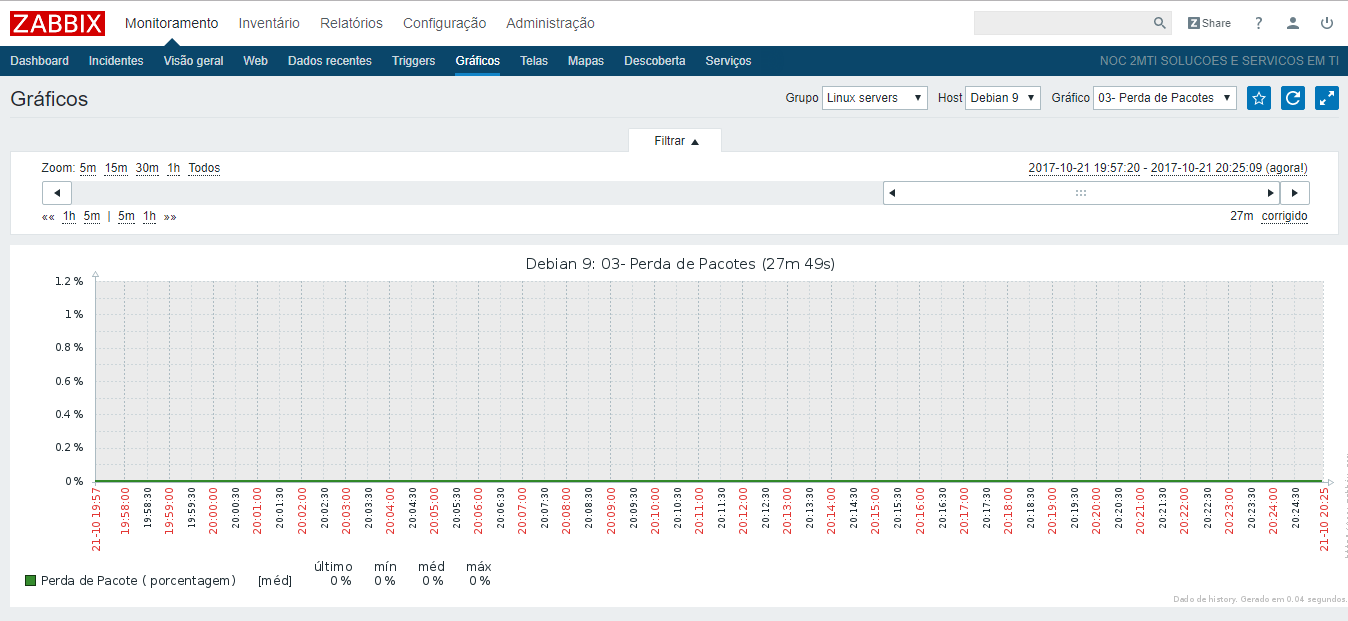 ZABBIX Monitoramento Inventário Relatórios Configuração Administração Z Share ?
Dashboard Incidentes Visão geral Web Dados recentes Triggers Gráficos Telas Mapas Descoberta Serviços NOC 2MTI SOLUCOES E SERVICOS EM TI
Gráficos Grupo Linux servers Host Debian 9 Gráfico 03- Perda de Pacotes
Filtrar
Zoom: 5m 15m 30m 1h Todos 2017-10-21 19:57:20 - 2017-10-21 20:25:09 (agora!)
«« 1h 5m | 5m 1h »» 27m corrigido
Debian 9: 03- Perda de Pacotes (27m 49s)
1.2 %
1 %
0.8 %
0.6 %
0.4 %
0.2 %
0 %
21-10 19:57 19:58:00 19:58:30 19:59:00 19:59:30 20:00:00 20:00:30 20:01:00 20:01:30 20:02:00 20:02:30 20:03:00 20:03:30 20:04:00 20:04:30 20:05:00 20:05:30 20:06:00 20:06:30 20:07:00 20:07:30 20:08:00 20:08:30 20:09:00 20:09:30 20:10:00 20:10:30 20:11:00 20:11:30 20:12:00 20:12:30 20:13:00 20:13:30 20:14:00 20:14:30 20:15:00 20:15:30 20:16:00 20:16:30 20:17:00 20:17:30 20:18:00 20:18:30 20:19:00 20:19:30 20:20:00 20:20:30 20:21:00 20:21:30 20:22:00 20:22:30 20:23:00 20:23:30 20:24:00 20:24:30 21-10 20:25
último mín méd máx
Perda de Pacote ( porcentagem) [méd] 0 % 0 % 0 % 0 %
Dado de history. Gerado em 0.04 segundos.